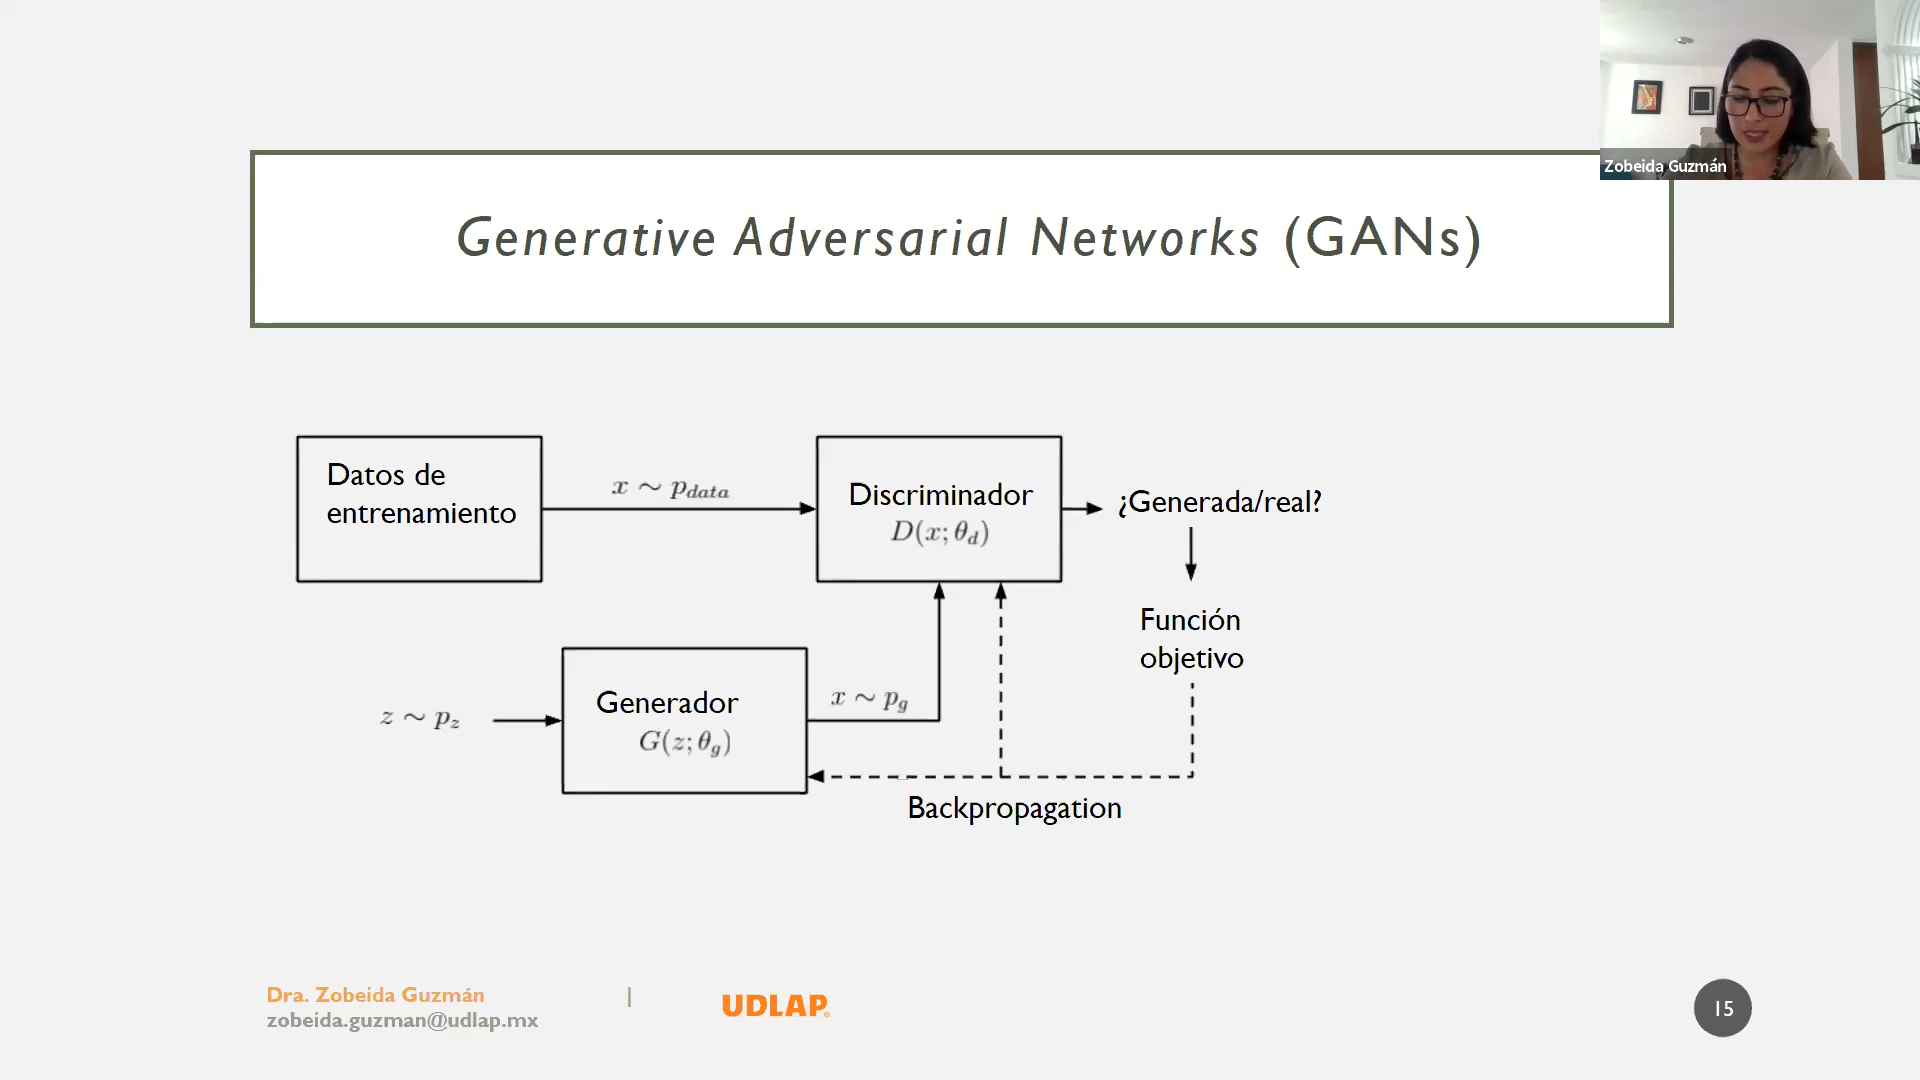 Zobeida Guzmán
Generative Adversarial Networks (GANs)
Datos de
entrenamiento
x ~ p_data
Discriminador
D(x; θ_d)
¿Generada/real?
Función
objetivo
z ~ p_z
Generador
G(z; θ_g)
x ~ p_g
Backpropagation
Dra. Zobeida Guzmán |
zobeida.guzman@udlap.mx
UDLAP®
15